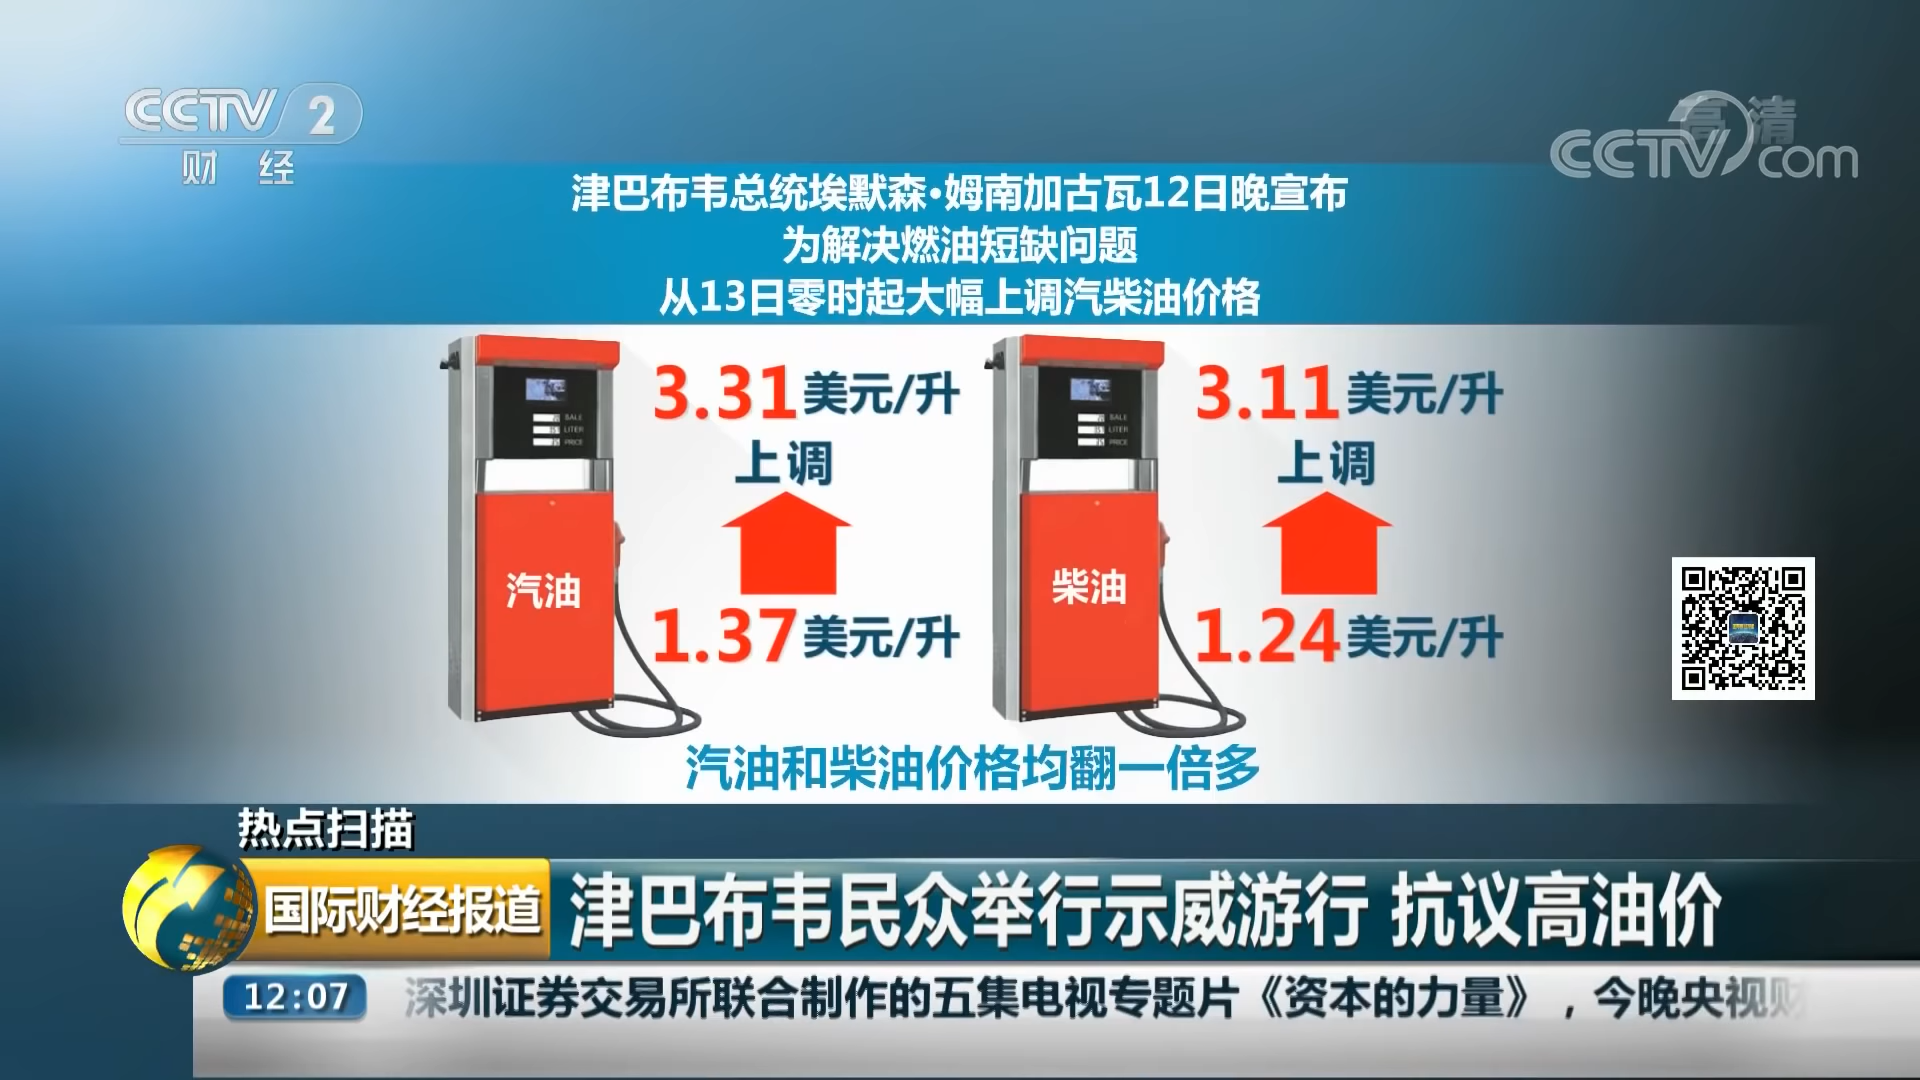 CCTV 2
财 经
高清
CCTV.com
津巴布韦总统埃默森·姆南加古瓦12日晚宣布
为解决燃油短缺问题
从13日零时起大幅上调汽柴油价格
SALE
LITER
PRICE
汽油
3.31美元/升
上调
1.37美元/升
SALE
LITER
PRICE
柴油
3.11美元/升
上调
1.24美元/升
汽油和柴油价格均翻一倍多
热点扫描
国际财经报道
津巴布韦民众举行示威游行 抗议高油价
12:07
深圳证券交易所联合制作的五集电视专题片《资本的力量》，今晚央视财